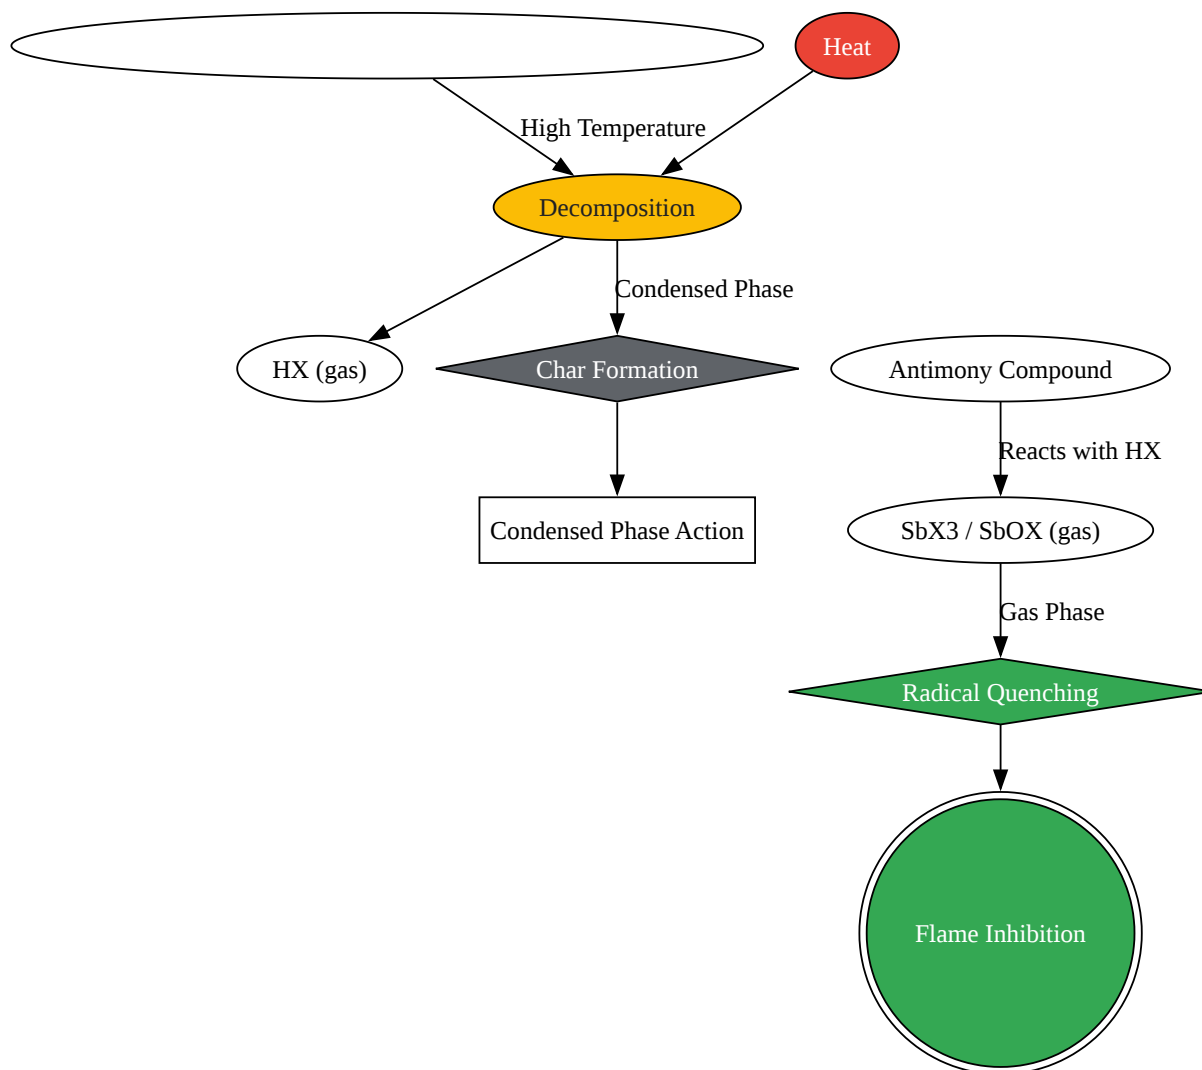 Heat
High Temperature
Decomposition
Condensed Phase
HX (gas)
Char Formation
Antimony Compound
Reacts with HX
Condensed Phase Action
SbX3 / SbOX (gas)
Gas Phase
Radical Quenching
Flame Inhibition